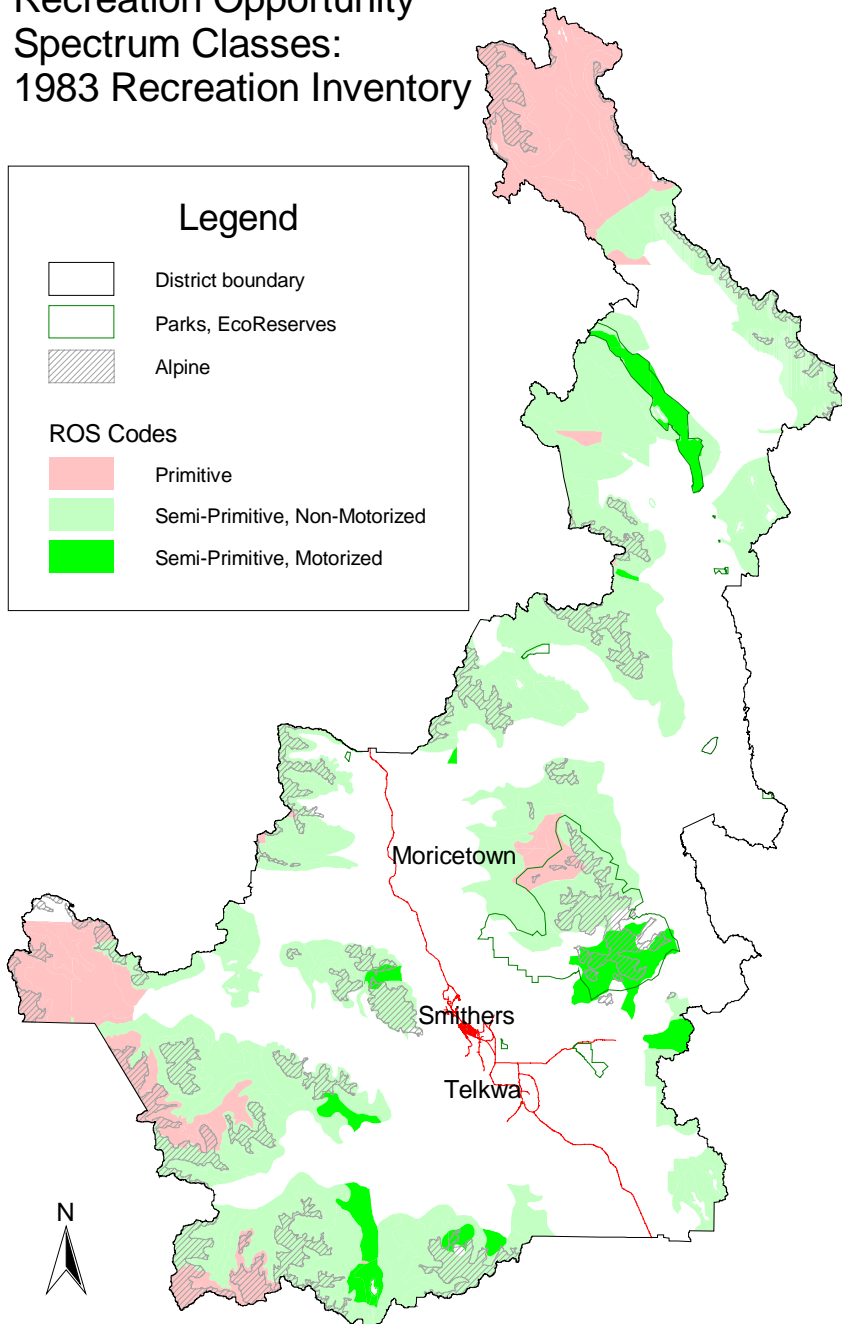 Recreation Opportunity
Spectrum Classes:
1983 Recreation Inventory
Legend
District boundary
Parks, EcoReserves
Alpine
ROS Codes
Primitive
Semi-Primitive, Non-Motorized
Semi-Primitive, Motorized
Moricetown
Smithers
Telkwa
N